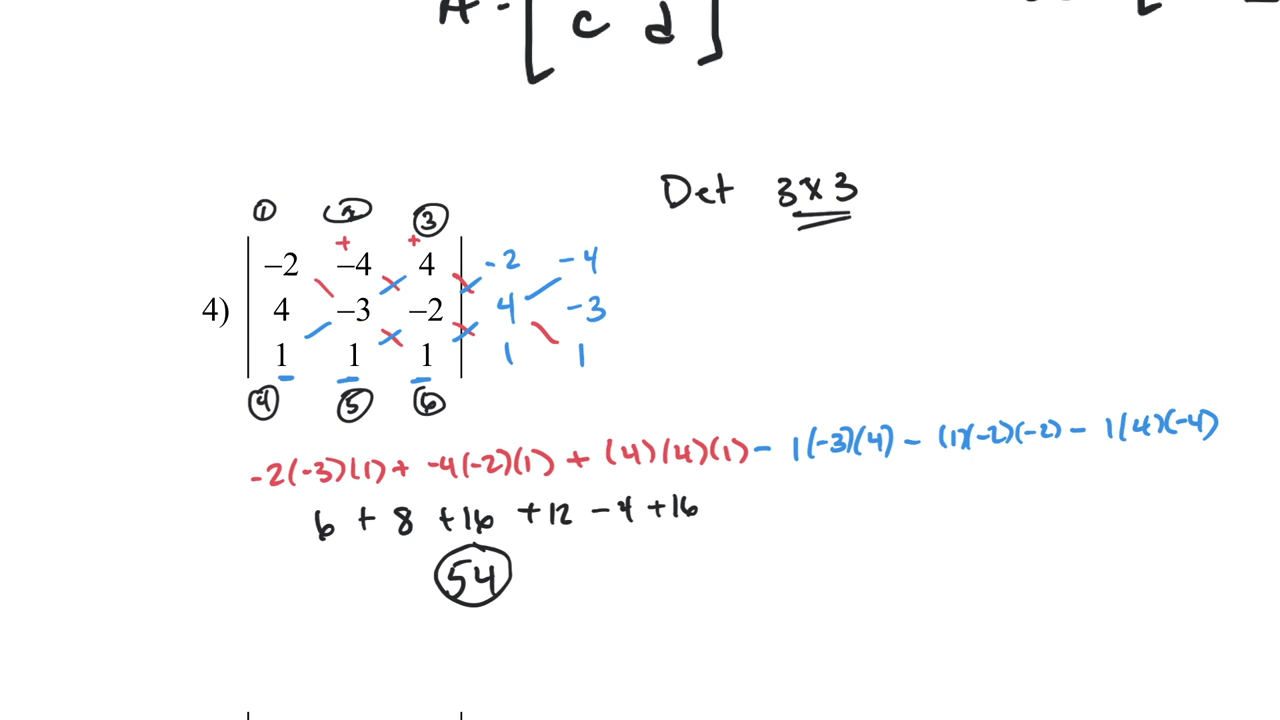 A = [ c d ]
Det 3x3
① ② ③
+ +
-2 -4 4 -2 -4
4) 4 -3 -2 4 -3
1 1 1 1 1
④ ⑤ ⑥
-2(-3)(1) + -4(-2)(1) + (4)(4)(1) - 1(-3)(4) - (1)(-2)(-2) - 1(4)(-4)
6 + 8 + 16 + 12 - 4 + 16
54